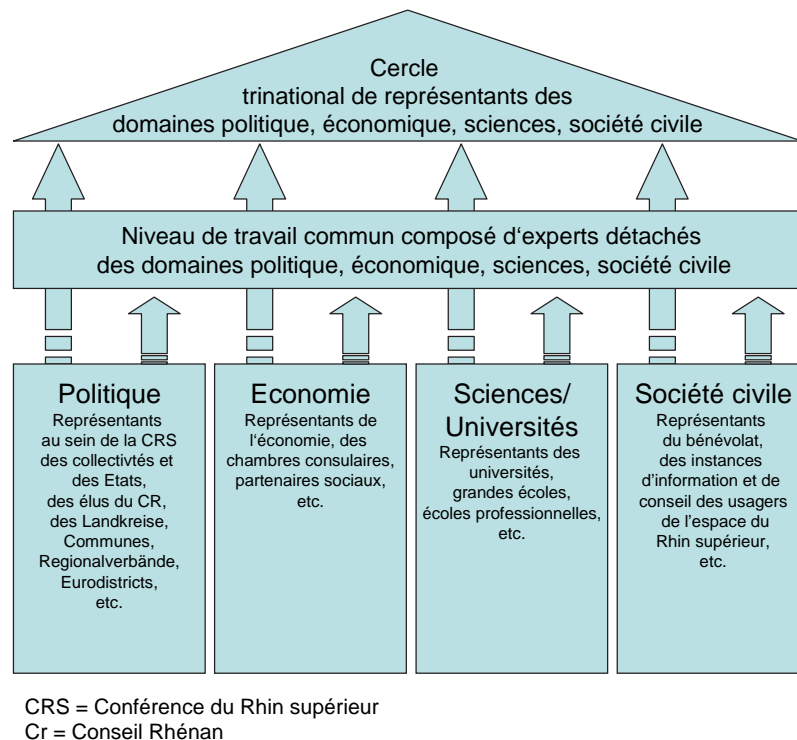 Cercle
trinational de représentants des
domaines politique, économique, sciences, société civile
Niveau de travail commun composé d‘experts détachés
des domaines politique, économique, sciences, société civile
Politique
Représentants
au sein de la CRS
des collectivtés et
des Etats,
des élus du CR,
des Landkreise,
Communes,
Regionalverbände,
Eurodistricts,
etc.
Economie
Représentants de
l‘économie, des
chambres consulaires,
partenaires sociaux,
etc.
Sciences/
Universités
Représentants des
universités,
grandes écoles,
écoles professionnelles,
etc.
Société civile
Représentants
du bénévolat,
des instances
d’information et de
conseil des usagers
de l’espace du
Rhin supérieur,
etc.
CRS = Conférence du Rhin supérieur
Cr = Conseil Rhénan